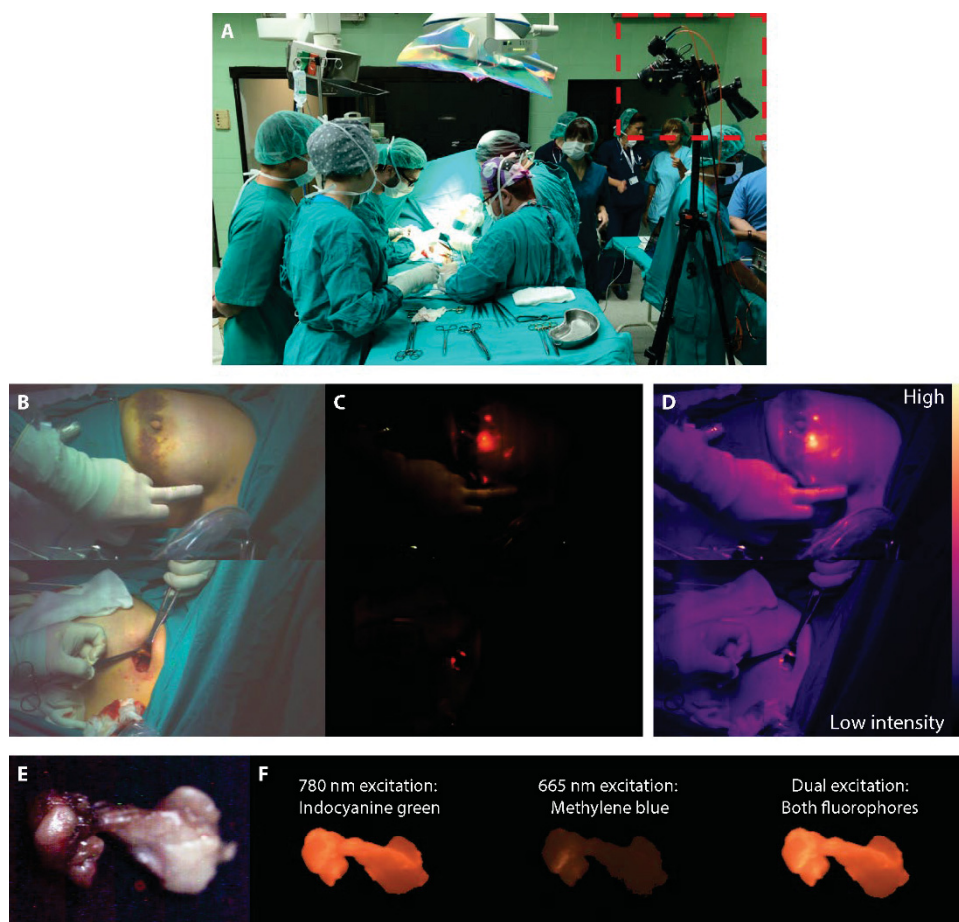 A
B
C
D
High
Low intensity
E
F
780 nm excitation:
Indocyanine green
665 nm excitation:
Methylene blue
Dual excitation:
Both fluorophores